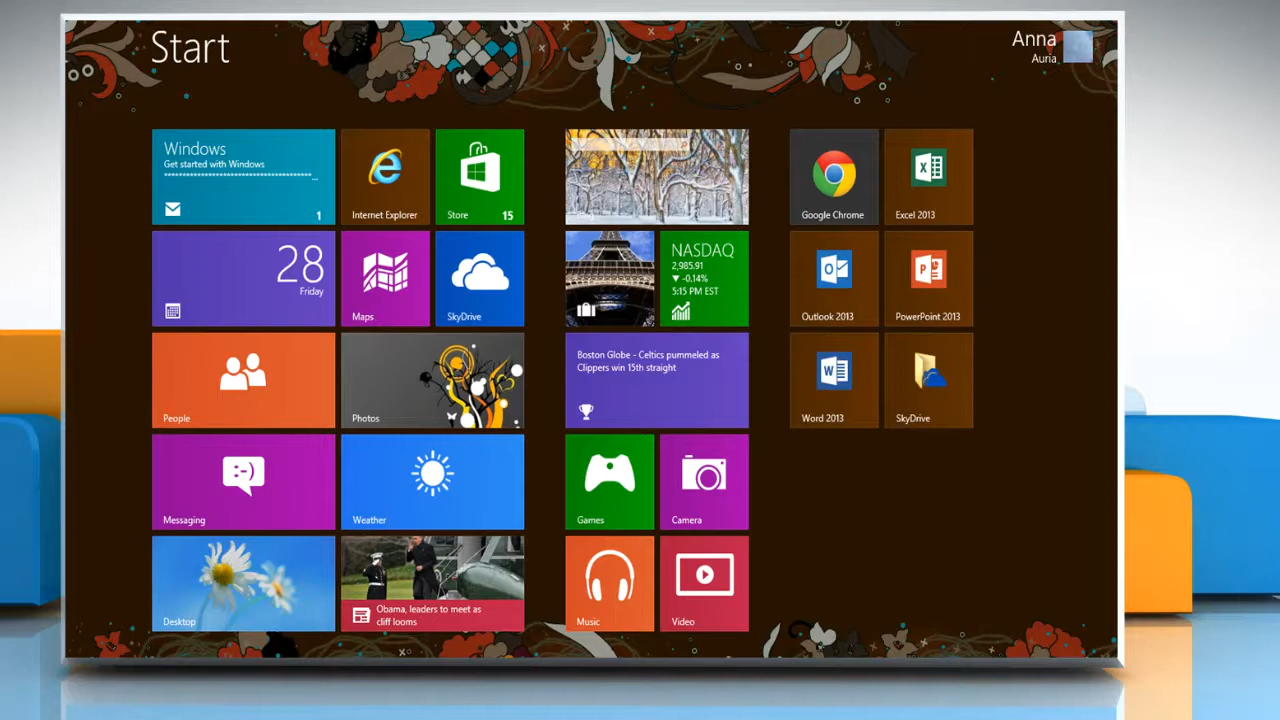 Start
Anna
Auria
Windows
Get started with Windows
1
Internet Explorer
Store
15
28
Friday
Maps
SkyDrive
People
Photos
Messaging
Weather
Desktop
Obama, leaders to meet as
cliff looms
NASDAQ
2,985.91
▼ -0.14%
5:15 PM EST
Boston Globe - Celtics pummeled as
Clippers win 15th straight
Games
Camera
Music
Video
Google Chrome
Excel 2013
Outlook 2013
PowerPoint 2013
Word 2013
SkyDrive